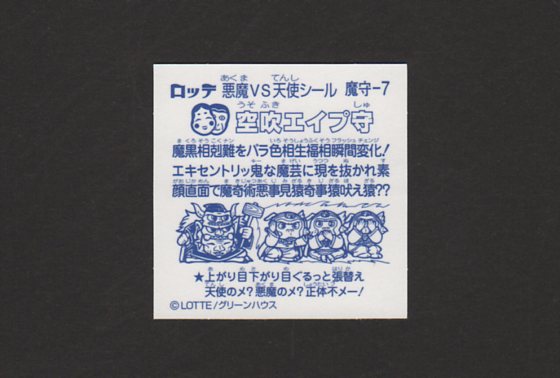 ロッテ 悪魔VS天使シール 魔守-7
空吹エイプ守
魔黒相剋難をバラ色相生福相瞬間変化!
エキセントリッ鬼な魔芸に現を抜かれ素
顔直面で魔奇術悪事見猿奇事猿吠え猿??
★上がり目下がり目ぐるっと張替え
天使のメ?悪魔のメ?正体不メー!
©LOTTE/グリーンハウス